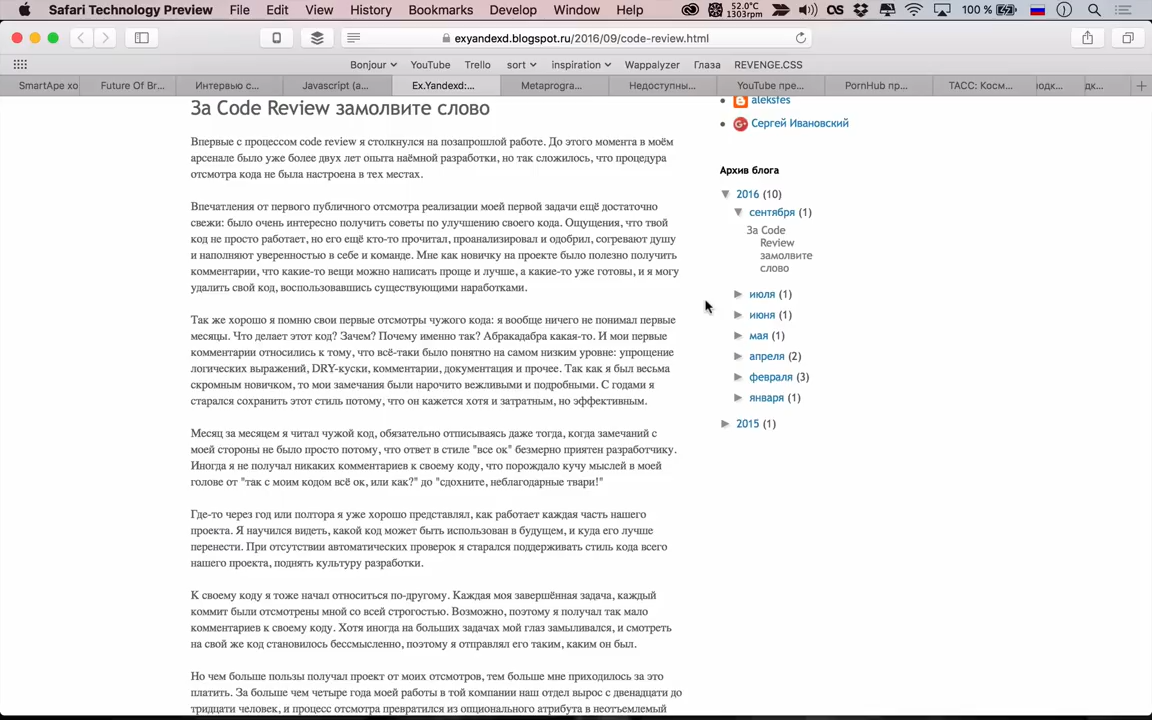 Safari Technology Preview File Edit View History Bookmarks Develop Window Help 52.0°C 1303rpm 100 %
exyandexd.blogspot.ru/2016/09/code-review.html
Bonjour YouTube Trello sort inspiration Wappalyzer Глаза REVENGE.CSS
SmartApe хо Future Of Br... Интервью с... Javascript (a... Ex.Yandexd:... Metaprogra... Недоступны... YouTube пре... PornHub пр... ТАСС: Косм... юдк... дк...
За Code Review замолвите слово
Впервые с процессом code review я столкнулся на позапрошлой работе. До этого момента в моём
арсенале было уже более двух лет опыта наёмной разработки, но так сложилось, что процедура
отсмотра кода не была настроена в тех местах.
Впечатления от первого публичного отсмотра реализации моей первой задачи ещё достаточно
свежи: было очень интересно получить советы по улучшению своего кода. Ощущения, что твой
код не просто работает, но его ещё кто-то прочитал, проанализировал и одобрил, согревают душу
и наполняют уверенностью в себе и команде. Мне как новичку на проекте было полезно получить
комментарии, что какие-то вещи можно написать проще и лучше, а какие-то уже готовы, и я могу
удалить свой код, воспользовавшись существующими наработками.
Так же хорошо я помню свои первые отсмотры чужого кода: я вообще ничего не понимал первые
месяцы. Что делает этот код? Зачем? Почему именно так? Абракадабра какая-то. И мои первые
комментарии относились к тому, что всё-таки было понятно на самом низким уровне: упрощение
логических выражений, DRY-куски, комментарии, документация и прочее. Так как я был весьма
скромным новичком, то мои замечания были нарочито вежливыми и подробными. С годами я
старался сохранить этот стиль потому, что он кажется хотя и затратным, но эффективным.
Месяц за месяцем я читал чужой код, обязательно отписываясь даже тогда, когда замечаний с
моей стороны не было просто потому, что ответ в стиле "все ок" безмерно приятен разработчику.
Иногда я не получал никаких комментариев к своему коду, что порождало кучу мыслей в моей
голове от "так с моим кодом всё ок, или как?" до "сдохните, неблагодарные твари!"
Где-то через год или полтора я уже хорошо представлял, как работает каждая часть нашего
проекта. Я научился видеть, какой код может быть использован в будущем, и куда его лучше
перенести. При отсутствии автоматических проверок я старался поддерживать стиль кода всего
нашего проекта, поднять культуру разработки.
К своему коду я тоже начал относиться по-другому. Каждая моя завершённая задача, каждый
коммит были отсмотрены мной со всей строгостью. Возможно, поэтому я получал так мало
комментариев к своему коду. Хотя иногда на больших задачах мой глаз замыливался, и смотреть
на свой же код становилось бессмысленно, поэтому я отправлял его таким, каким он был.
Но чем больше пользы получал проект от моих отсмотров, тем больше мне приходилось за это
платить. За больше чем четыре года моей работы в той компании наш отдел вырос с двенадцати до
тридцати человек, и процесс отсмотра превратился из опционального атрибута в неотъемлемый
aleksfes
Сергей Ивановский
Архив блога
2016 (10)
сентября (1)
За Code
Review
замолвите
слово
июля (1)
июня (1)
мая (1)
апреля (2)
февраля (3)
января (1)
2015 (1)